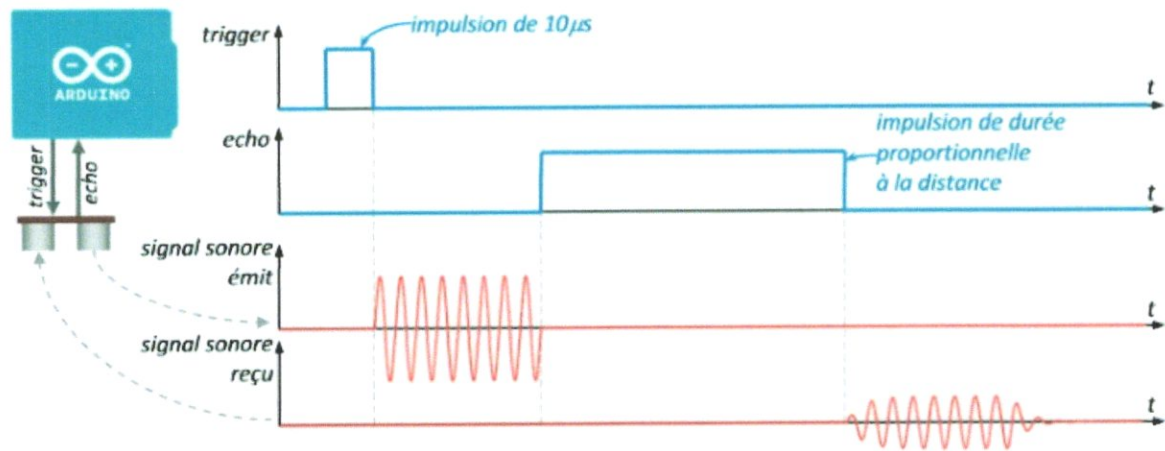 trigger
impulsion de 10µs
t
ARDUINO
echo
impulsion de durée
proportionnelle
à la distance
t
trigger
echo
signal sonore
émit
t
signal sonore
reçu
t